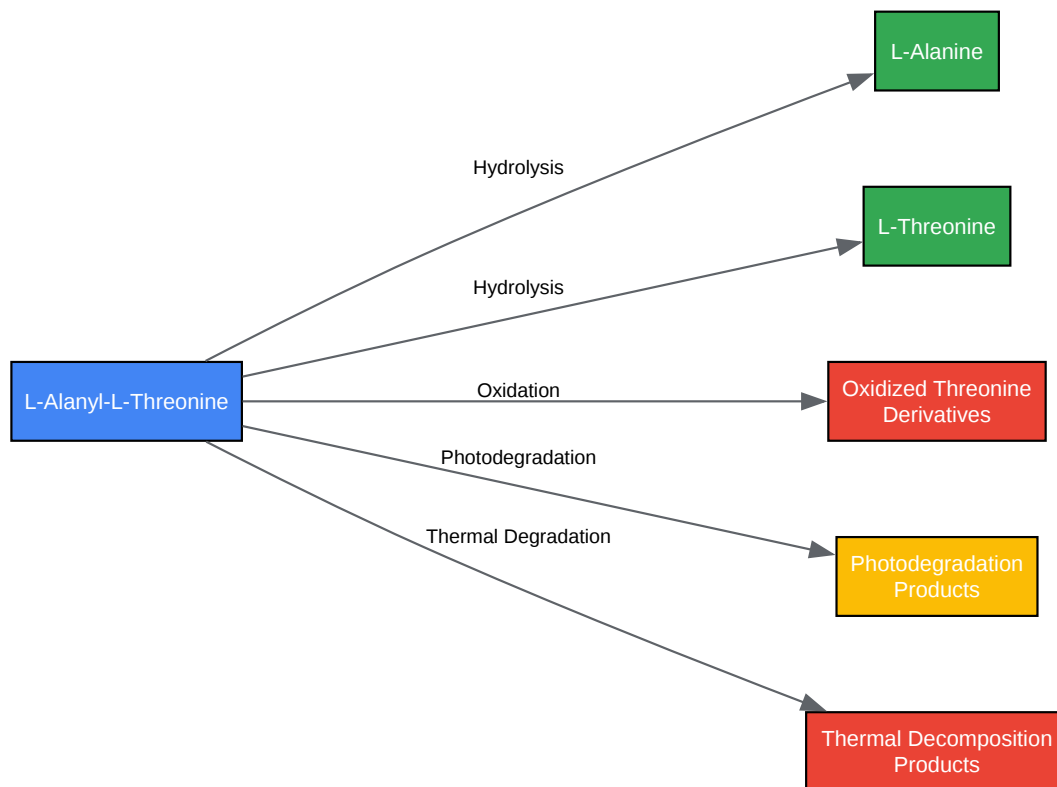 L-Alanine
Hydrolysis
L-Threonine
Hydrolysis
L-Alanyl-L-Threonine
Oxidation
Oxidized Threonine
Derivatives
Photodegradation
Thermal Degradation
Photodegradation
Products
Thermal Decomposition
Products